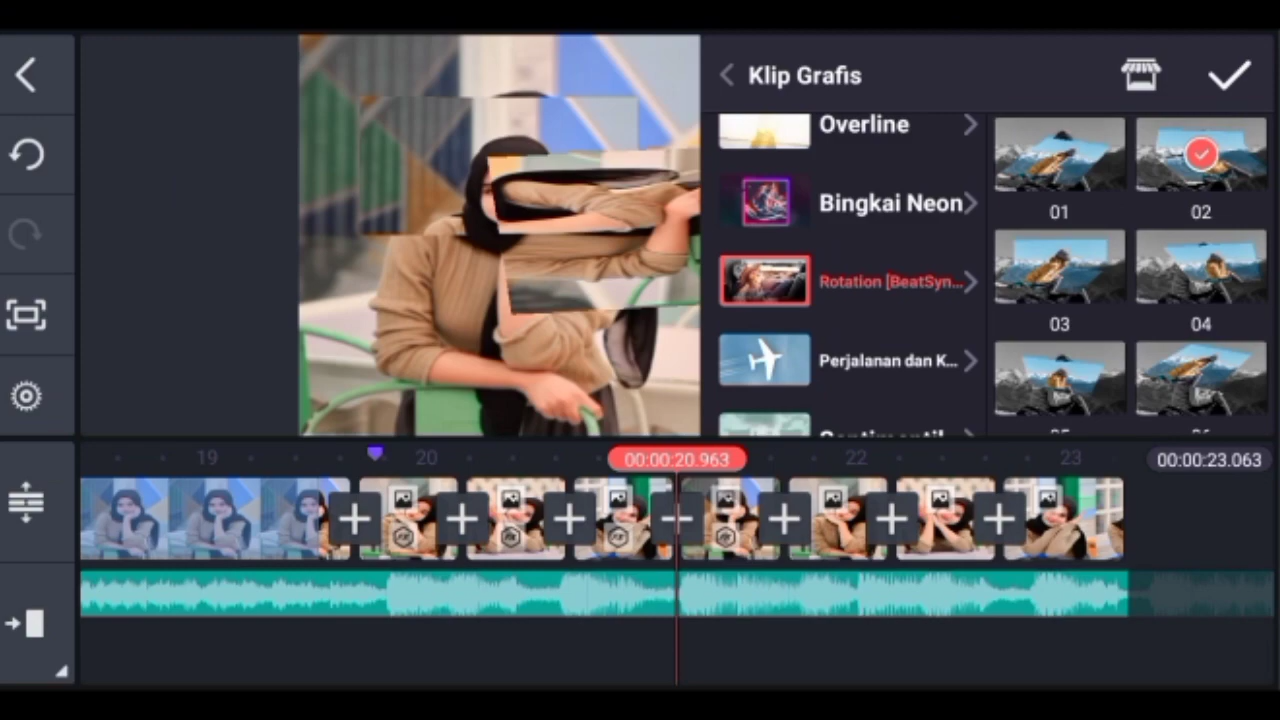 Klip Grafis
Overline
Bingkai Neon
Rotation [BeatSyn...
Perjalanan dan K...
01
02
03
04
19
20
00:00:20.963
22
23
00:00:23.063